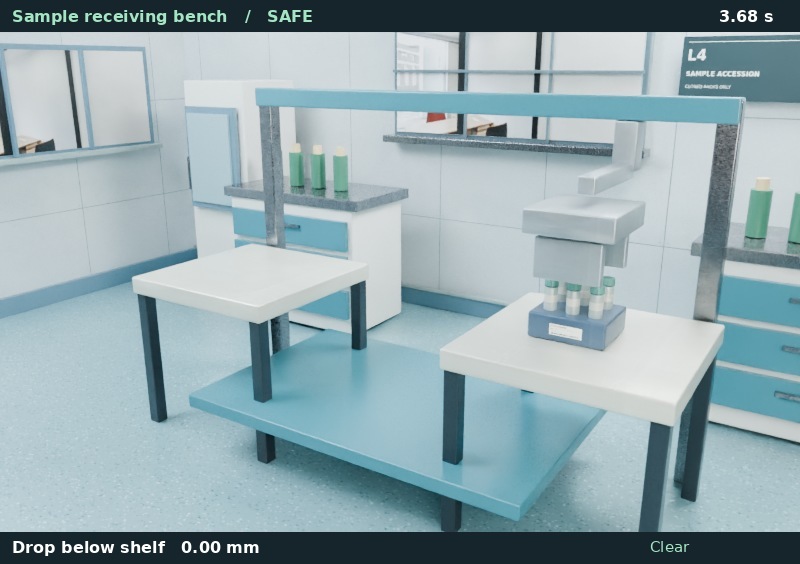 Sample receiving bench / SAFE
3.68 s
L4
SAMPLE ACCESSION
Drop below shelf 0.00 mm
Clear